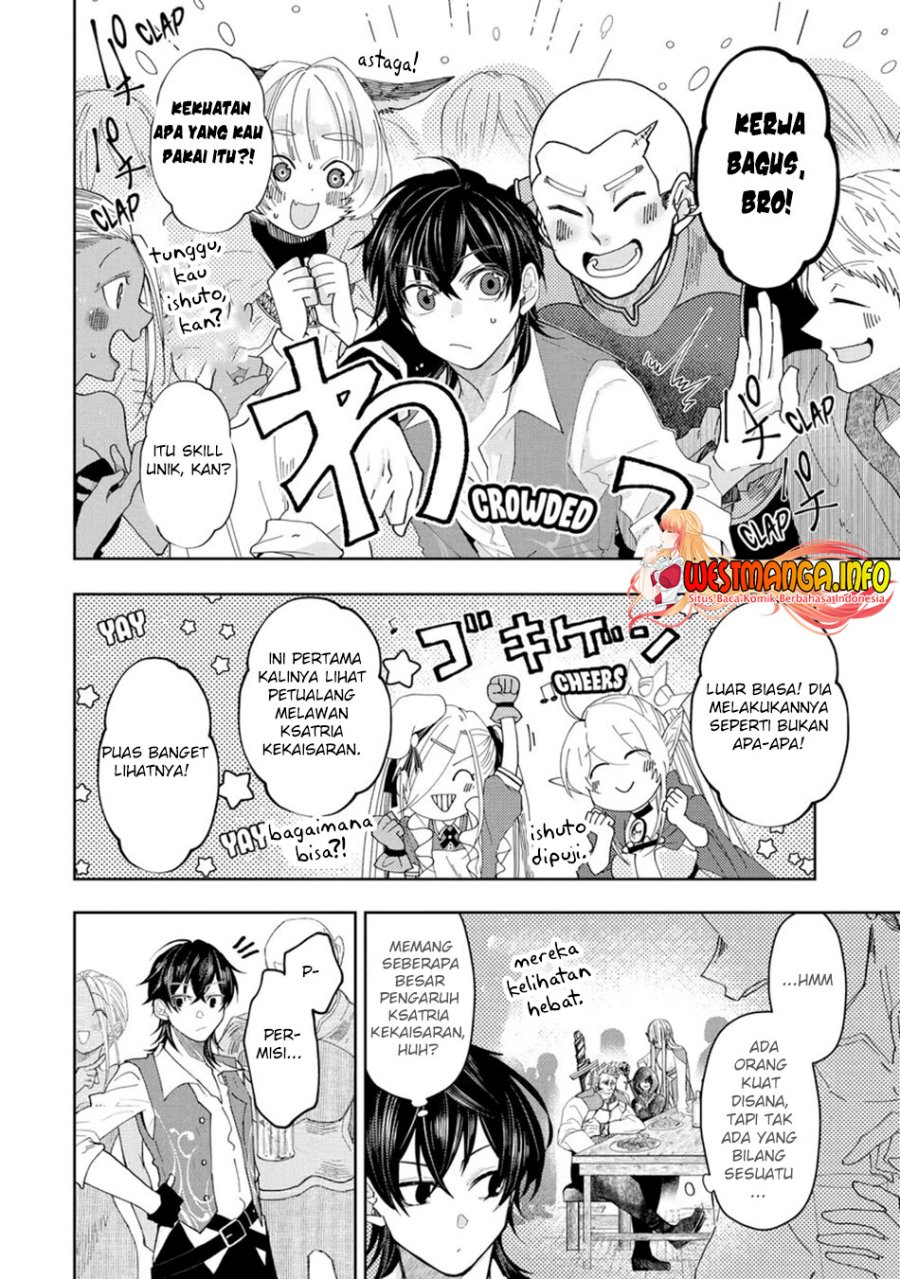 KERJA
BAGUS,
BRO!
パチ
CLAP
パチ
CLAP
astaga!
KEKUATAN
APA YANG KAU
PAKAI ITU?!
パチ
CLAP
パチ
CLAP
tunggu,
kau
ishuto,
kan?
ITU SKILL
UNIK, KAN?
わっ
CROWDED
WESTMANGA.INFO
Situs Baca Komik Berbahasa Indonesia
LUAR BIASA! DIA
MELAKUKANNYA
SEPERTI BUKAN
APA-APA!
ゴキゲン
CHEERS
INI PERTAMA
KALINYA LIHAT
PETUALANG
MELAWAN
KSATRIA
KEKAISARAN.
YAY
PUAS BANGET
LIHATNYA!
ishuto
dipuji.
YAY
bagaimana
bisa?!
...HMM
mereka
kelihatan
hebat.
ADA
ORANG
KUAT
DISANA,
TAPI TAK
ADA YANG
BILANG
SESUATU
...
MEMANG
SEBERAPA
BESAR
PENGARUH
KSATRIA
KEKAISARAN,
HUH?
P-
PER-
MISI...